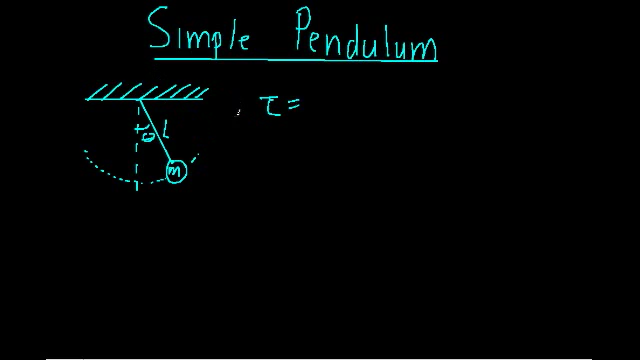 Simple Pendulum
τ =
θ L
m